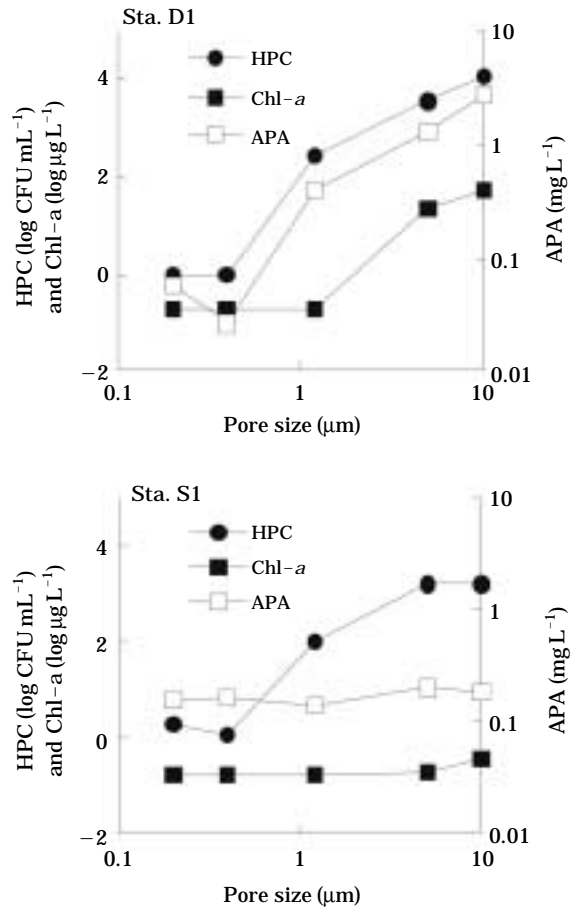 Sta. D1
HPC
Chl-a
APA
HPC (log CFU mL⁻¹)
and Chl-a (log μg L⁻¹)
4
2
0
−2
10
1
0.1
0.01
APA (mg L⁻¹)
0.1
1
10
Pore size (μm)
Sta. S1
HPC
Chl-a
APA
HPC (log CFU mL⁻¹)
and Chl-a (log μg L⁻¹)
4
2
0
−2
10
1
0.1
0.01
APA (mg L⁻¹)
0.1
1
10
Pore size (μm)